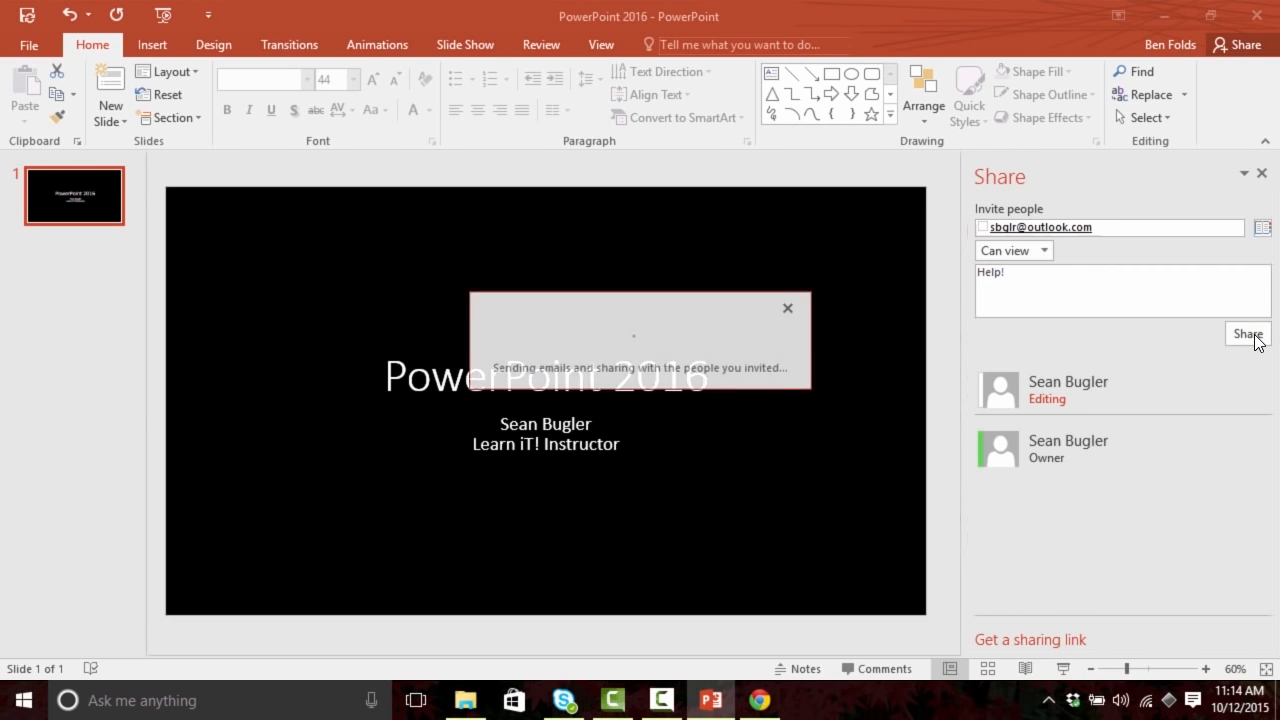 PowerPoint 2016 - PowerPoint
File Home Insert Design Transitions Animations Slide Show Review View Tell me what you want to do... Ben Folds Share
Paste
Clipboard
New
Slide
Layout
Reset
Section
Slides
44
B I U S abc AV Aa A
Font
Text Direction
Align Text
Convert to SmartArt
Paragraph
Arrange
Quick
Styles
Shape Fill
Shape Outline
Shape Effects
Drawing
Find
Replace
Select
Editing
1
PowerPoint 2016
Sending emails and sharing with the people you invited...
PowerPoint 2016
Sean Bugler
Learn iT! Instructor
Share
Invite people
sbglr@outlook.com
Can view
Help!
Share
Sean Bugler
Editing
Sean Bugler
Owner
Get a sharing link
Slide 1 of 1 Notes Comments 60%
Ask me anything
11:14 AM
10/12/2015